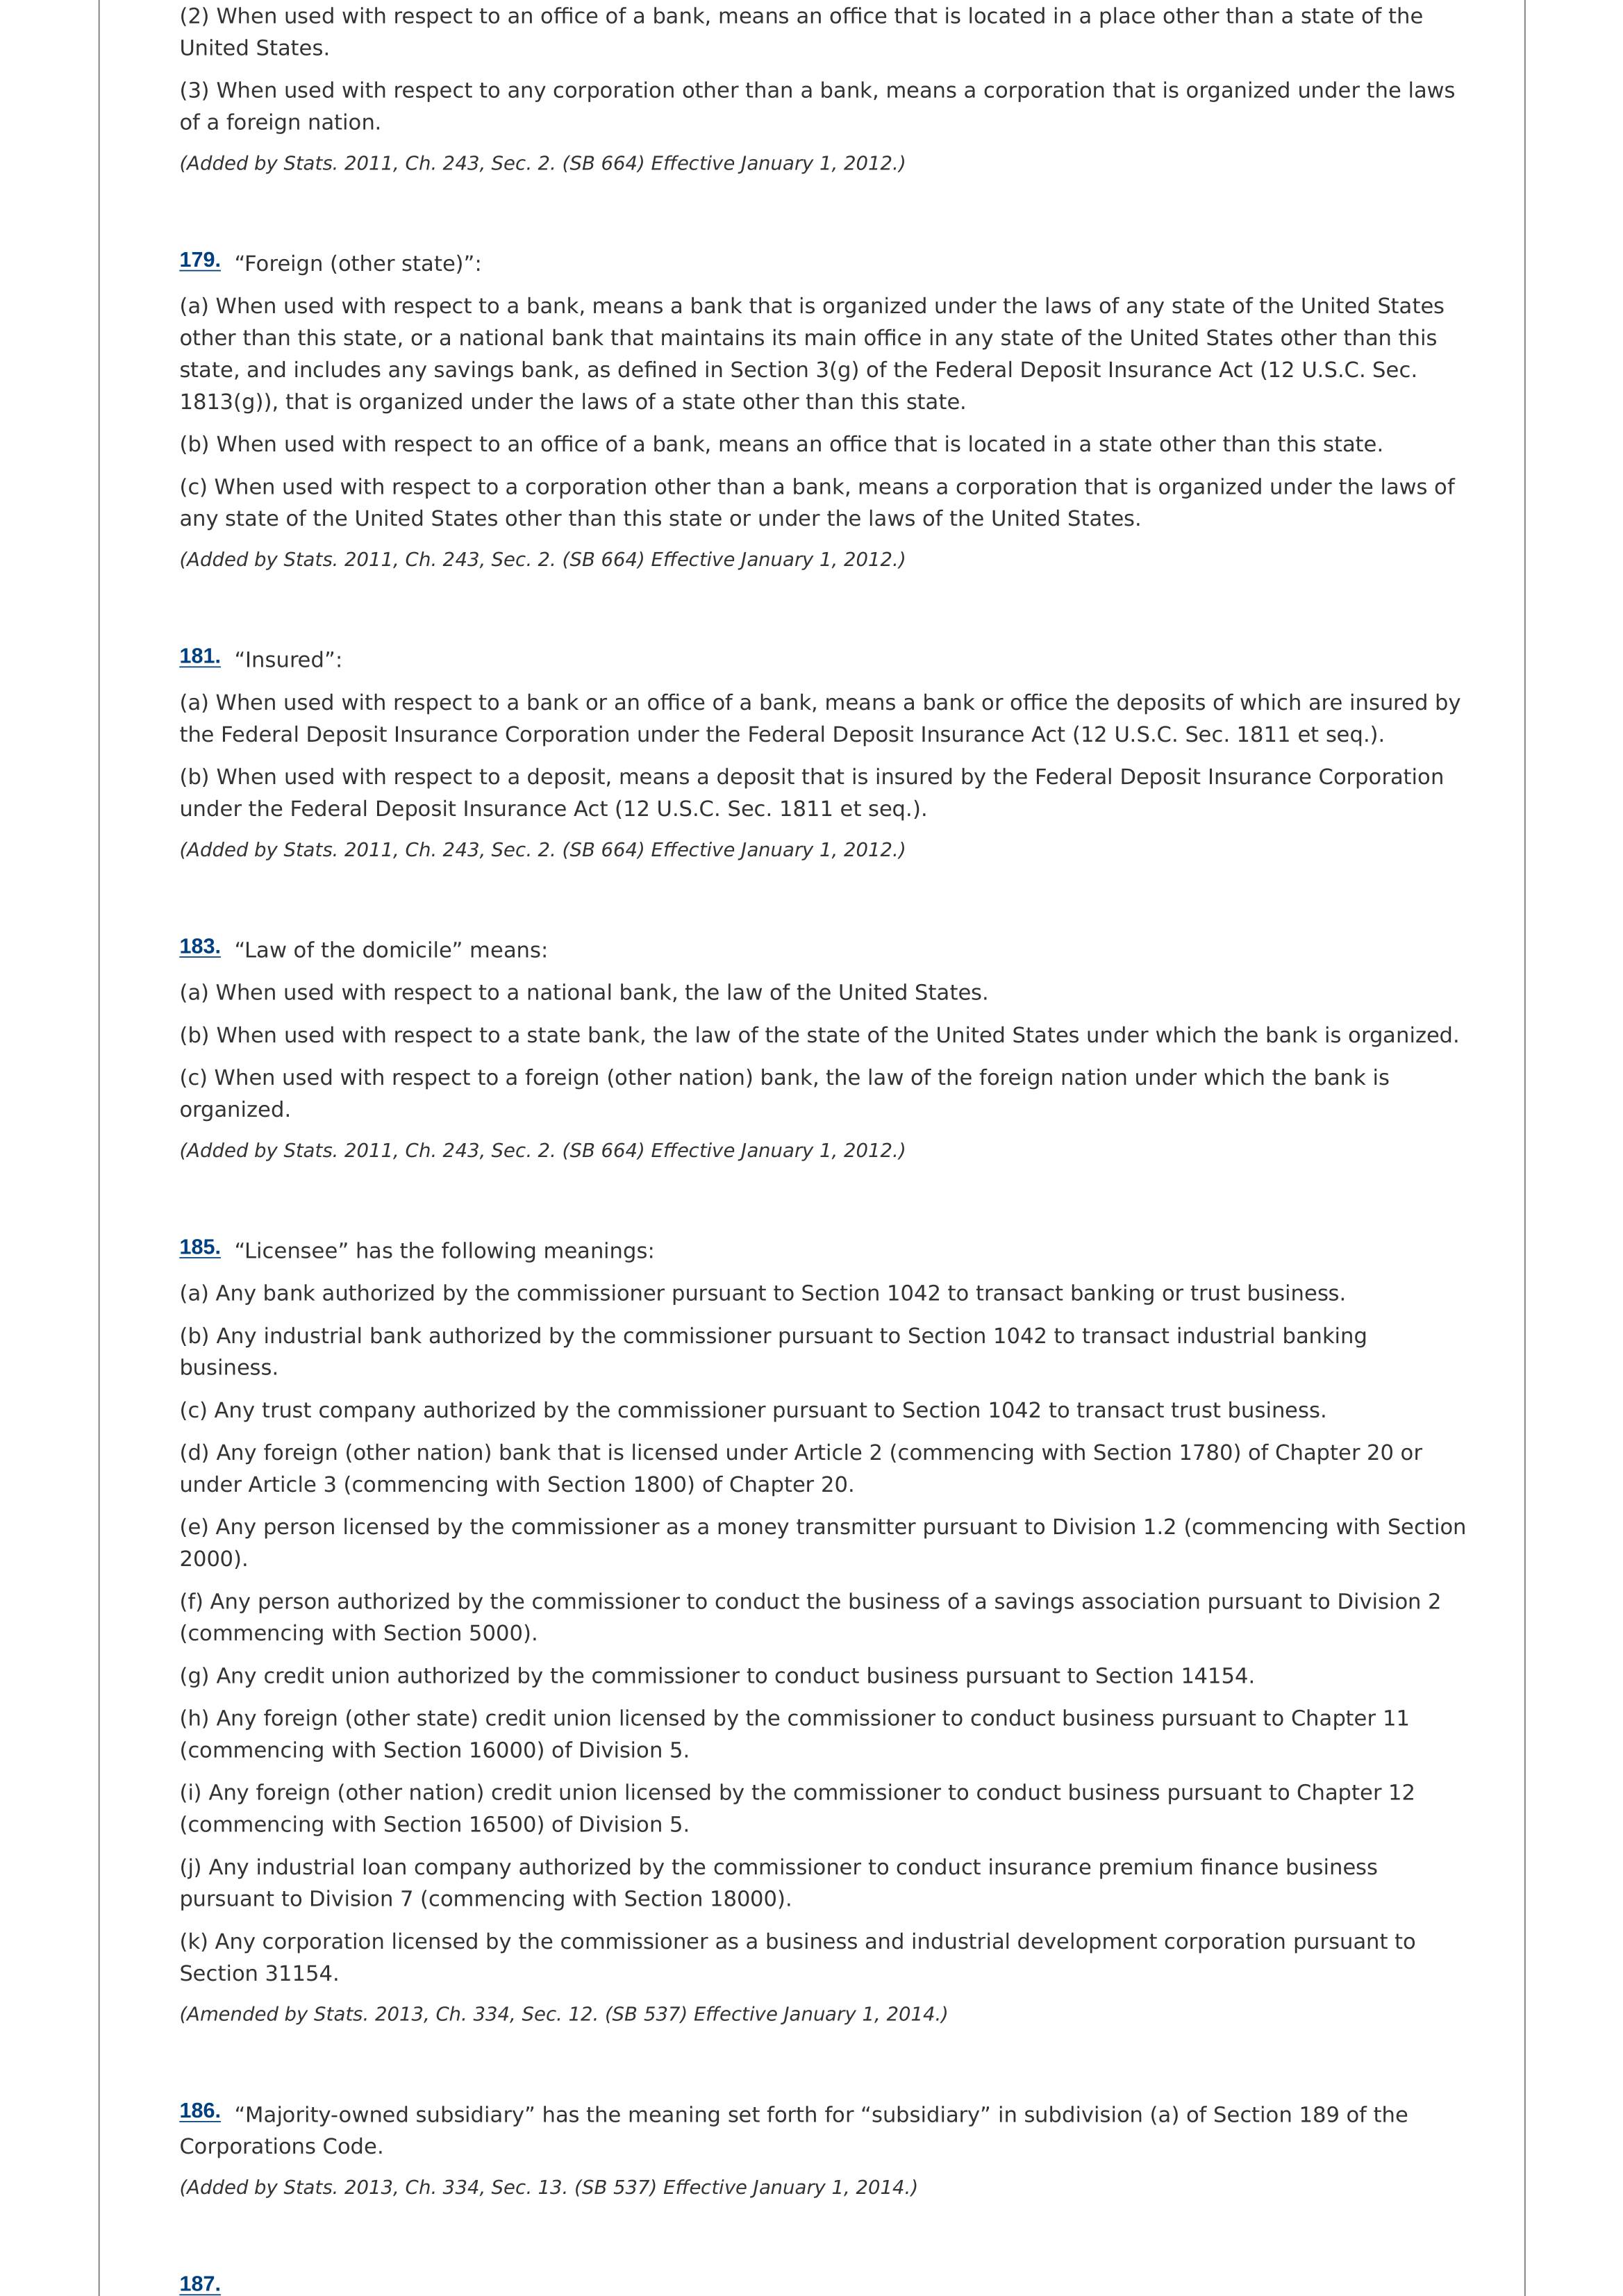 (2) When used with respect to an office of a bank, means an office that is located in a place other than a state of the
United States.
(3) When used with respect to any corporation other than a bank, means a corporation that is organized under the laws
of a foreign nation.
(Added by Stats. 2011, Ch. 243, Sec. 2. (SB 664) Effective January 1, 2012.)
179. “Foreign (other state)”:
(a) When used with respect to a bank, means a bank that is organized under the laws of any state of the United States
other than this state, or a national bank that maintains its main office in any state of the United States other than this
state, and includes any savings bank, as defined in Section 3(g) of the Federal Deposit Insurance Act (12 U.S.C. Sec.
1813(g)), that is organized under the laws of a state other than this state.
(b) When used with respect to an office of a bank, means an office that is located in a state other than this state.
(c) When used with respect to a corporation other than a bank, means a corporation that is organized under the laws of
any state of the United States other than this state or under the laws of the United States.
(Added by Stats. 2011, Ch. 243, Sec. 2. (SB 664) Effective January 1, 2012.)
181. “Insured”:
(a) When used with respect to a bank or an office of a bank, means a bank or office the deposits of which are insured by
the Federal Deposit Insurance Corporation under the Federal Deposit Insurance Act (12 U.S.C. Sec. 1811 et seq.).
(b) When used with respect to a deposit, means a deposit that is insured by the Federal Deposit Insurance Corporation
under the Federal Deposit Insurance Act (12 U.S.C. Sec. 1811 et seq.).
(Added by Stats. 2011, Ch. 243, Sec. 2. (SB 664) Effective January 1, 2012.)
183. “Law of the domicile” means:
(a) When used with respect to a national bank, the law of the United States.
(b) When used with respect to a state bank, the law of the state of the United States under which the bank is organized.
(c) When used with respect to a foreign (other nation) bank, the law of the foreign nation under which the bank is
organized.
(Added by Stats. 2011, Ch. 243, Sec. 2. (SB 664) Effective January 1, 2012.)
185. “Licensee” has the following meanings:
(a) Any bank authorized by the commissioner pursuant to Section 1042 to transact banking or trust business.
(b) Any industrial bank authorized by the commissioner pursuant to Section 1042 to transact industrial banking
business.
(c) Any trust company authorized by the commissioner pursuant to Section 1042 to transact trust business.
(d) Any foreign (other nation) bank that is licensed under Article 2 (commencing with Section 1780) of Chapter 20 or
under Article 3 (commencing with Section 1800) of Chapter 20.
(e) Any person licensed by the commissioner as a money transmitter pursuant to Division 1.2 (commencing with Section
2000).
(f) Any person authorized by the commissioner to conduct the business of a savings association pursuant to Division 2
(commencing with Section 5000).
(g) Any credit union authorized by the commissioner to conduct business pursuant to Section 14154.
(h) Any foreign (other state) credit union licensed by the commissioner to conduct business pursuant to Chapter 11
(commencing with Section 16000) of Division 5.
(i) Any foreign (other nation) credit union licensed by the commissioner to conduct business pursuant to Chapter 12
(commencing with Section 16500) of Division 5.
(j) Any industrial loan company authorized by the commissioner to conduct insurance premium finance business
pursuant to Division 7 (commencing with Section 18000).
(k) Any corporation licensed by the commissioner as a business and industrial development corporation pursuant to
Section 31154.
(Amended by Stats. 2013, Ch. 334, Sec. 12. (SB 537) Effective January 1, 2014.)
186. “Majority-owned subsidiary” has the meaning set forth for “subsidiary” in subdivision (a) of Section 189 of the
Corporations Code.
(Added by Stats. 2013, Ch. 334, Sec. 13. (SB 537) Effective January 1, 2014.)
187.